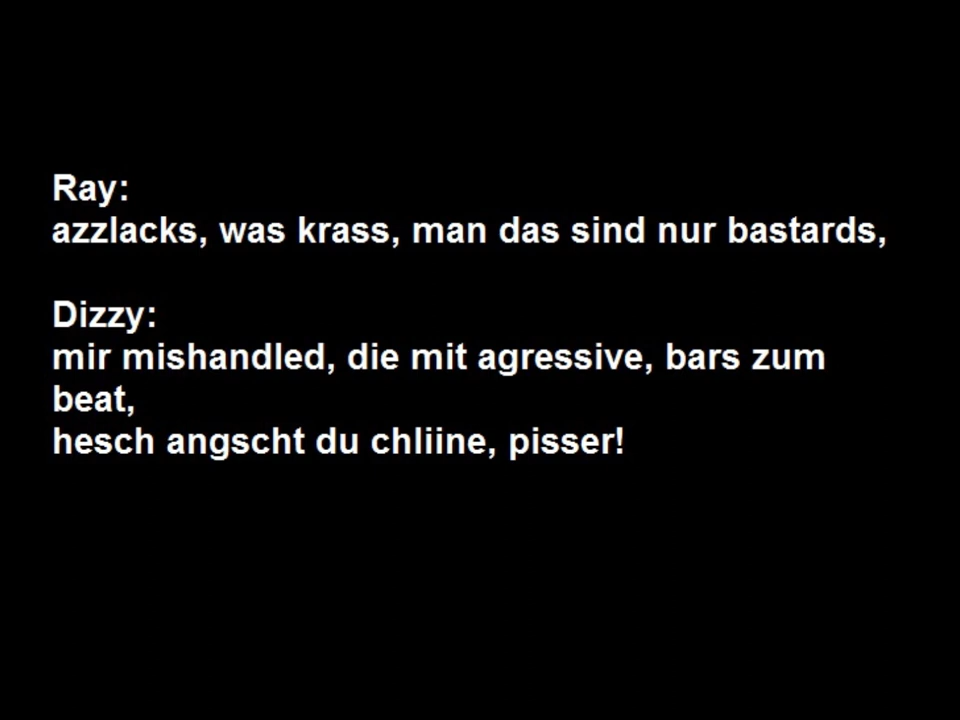 Ray:
azzlacks, was krass, man das sind nur bastards,
Dizzy:
mir mishandled, die mit agressive, bars zum
beat,
hesch angscht du chliine, pisser!